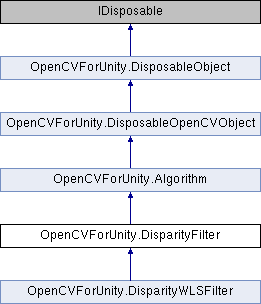 IDisposable
OpenCVForUnity.DisposableObject
OpenCVForUnity.DisposableOpenCVObject
OpenCVForUnity.Algorithm
OpenCVForUnity.DisparityFilter
OpenCVForUnity.DisparityWLSFilter